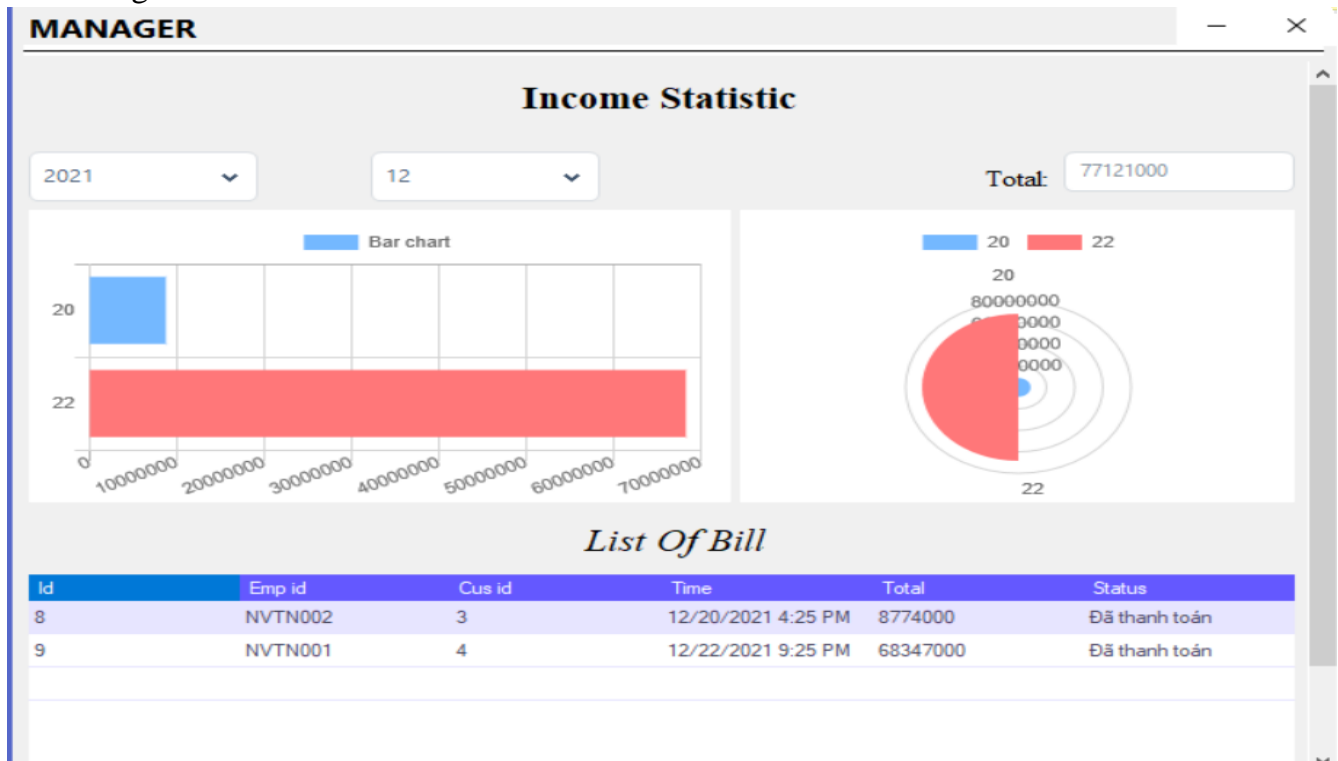 MANAGER
Income Statistic
2021 12 Total: 77121000
Bar chart
20
22
0 10000000 20000000 30000000 40000000 50000000 60000000 70000000
20 22
20
80000000
22
List Of Bill
Id Emp id Cus id Time Total Status
8 NVTN002 3 12/20/2021 4:25 PM 8774000 Đã thanh toán
9 NVTN001 4 12/22/2021 9:25 PM 68347000 Đã thanh toán